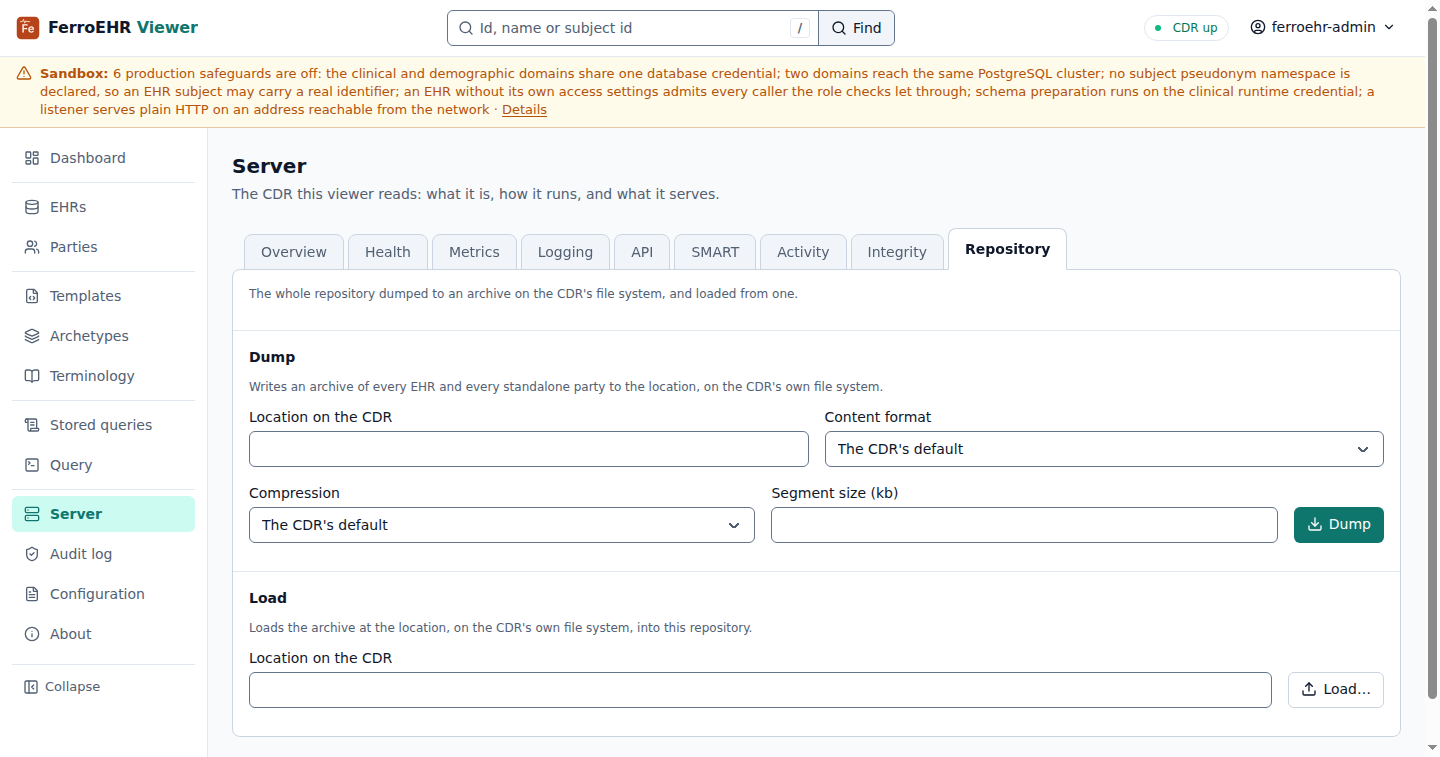 Fe
FerroEHR Viewer
Id, name or subject id
/
Find
CDR up
ferroehr-admin
Sandbox: 6 production safeguards are off: the clinical and demographic domains share one database credential; two domains reach the same PostgreSQL cluster; no subject pseudonym namespace is
declared, so an EHR subject may carry a real identifier; an EHR without its own access settings admits every caller the role checks let through; schema preparation runs on the clinical runtime credential; a
listener serves plain HTTP on an address reachable from the network · Details
Dashboard
EHRs
Parties
Templates
Archetypes
Terminology
Stored queries
Query
Server
Audit log
Configuration
About
Collapse
Server
The CDR this viewer reads: what it is, how it runs, and what it serves.
Overview
Health
Metrics
Logging
API
SMART
Activity
Integrity
Repository
The whole repository dumped to an archive on the CDR's file system, and loaded from one.
Dump
Writes an archive of every EHR and every standalone party to the location, on the CDR's own file system.
Location on the CDR
Content format
The CDR's default
Compression
Segment size (kb)
The CDR's default
Dump
Load
Loads the archive at the location, on the CDR's own file system, into this repository.
Location on the CDR
Load...